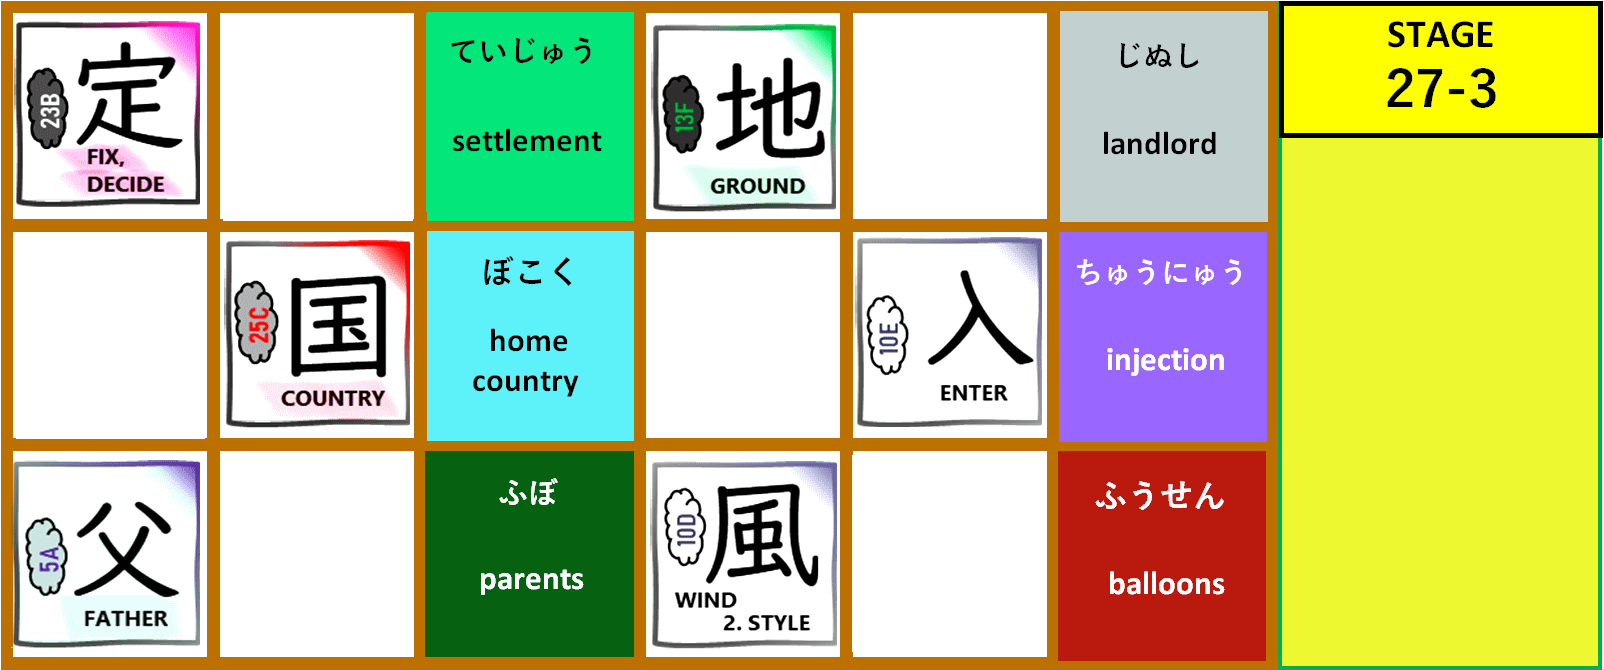 23B
定
FIX,
DECIDE
ていじゅう
settlement
13F
地
GROUND
じぬし
landlord
STAGE
27-3
25C
国
COUNTRY
ぼこく
home
country
10E
入
ENTER
ちゅうにゅう
injection
5A
父
FATHER
ふぼ
parents
10D
風
WIND
2. STYLE
ふうせん
balloons